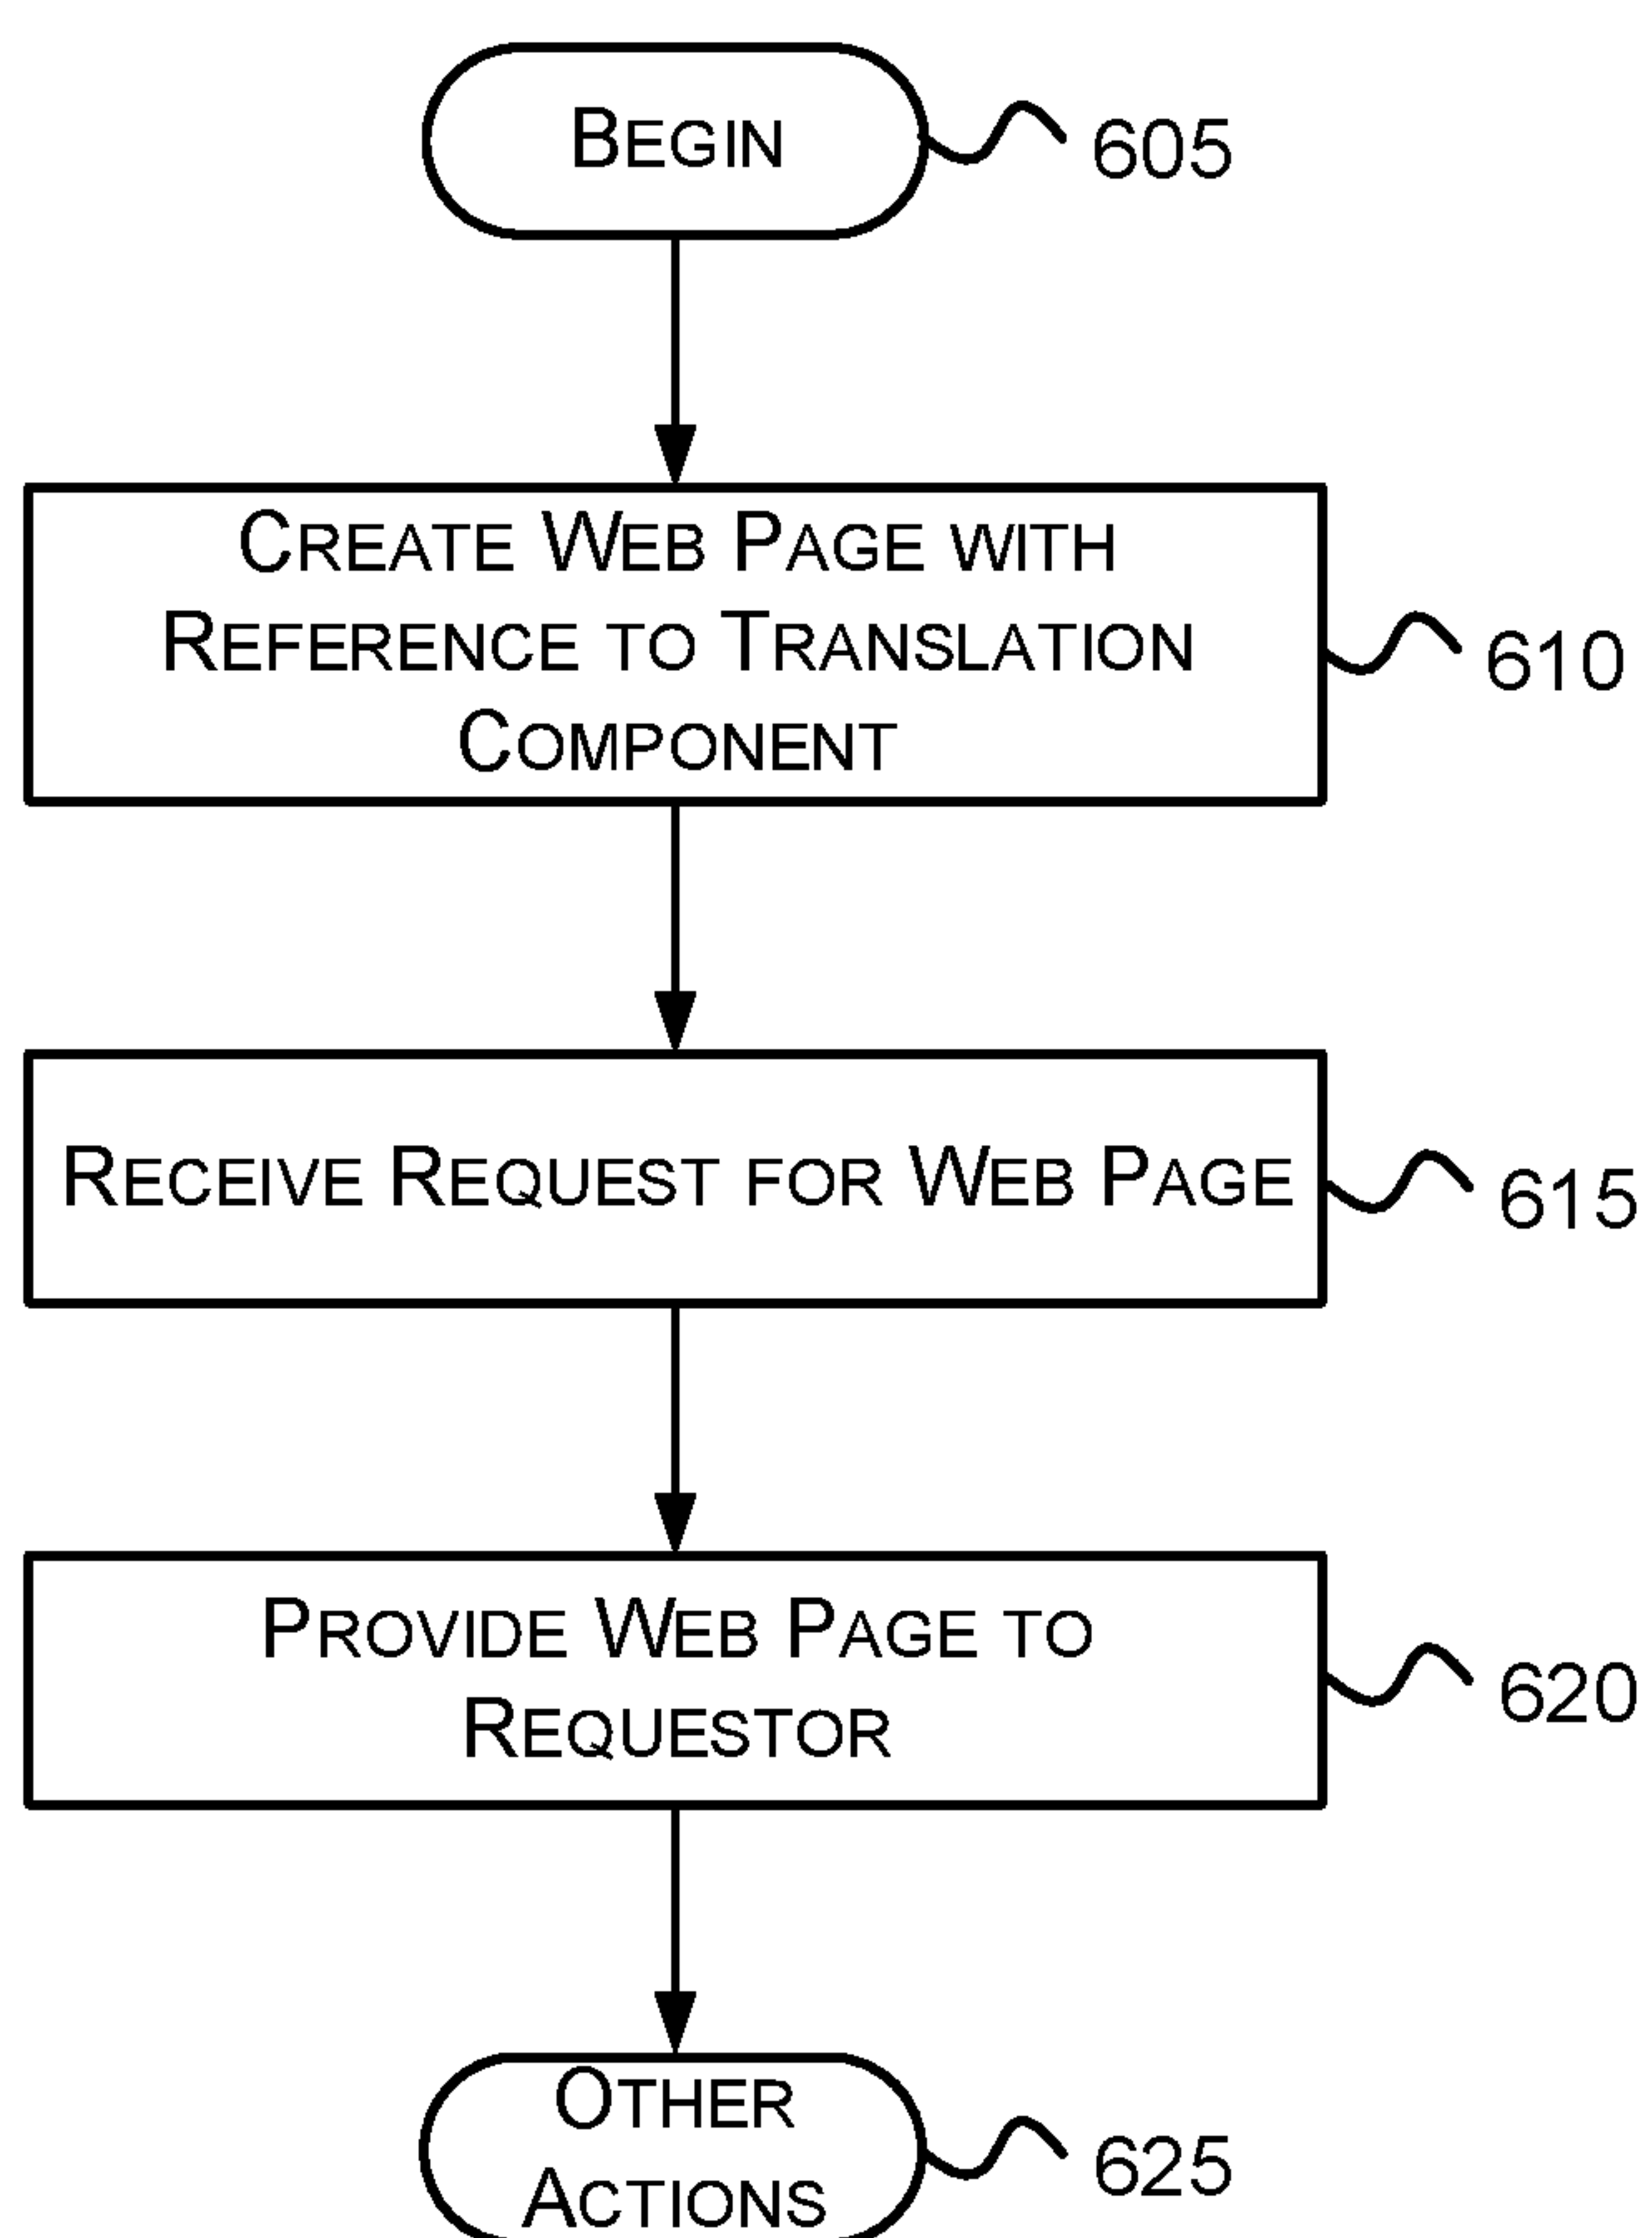 BEGIN
605
CREATE WEB PAGE WITH
REFERENCE TO TRANSLATION
COMPONENT
610
RECEIVE REQUEST FOR WEB PAGE
615
PROVIDE WEB PAGE TO
REQUESTOR
620
OTHER
ACTIONS
625